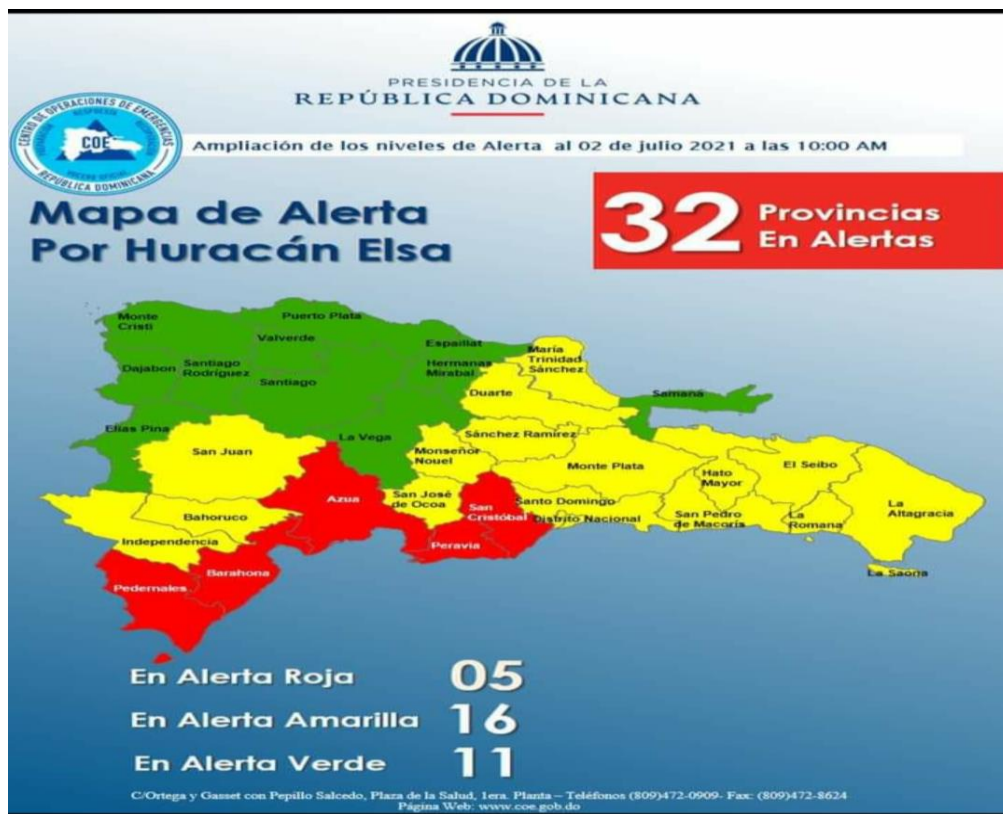 PRESIDENCIA DE LA
REPÚBLICA DOMINICANA
CENTRO DE OPERACIONES DE EMERGENCIAS
COE
REPÚBLICA DOMINICANA
Ampliación de los niveles de Alerta al 02 de julio 2021 a las 10:00 AM
Mapa de Alerta
Por Huracán Elsa
32 Provincias
En Alertas
Monte
Cristi
Puerto Plata
Valverde
Espaillat
María
Trinidad
Sánchez
Dajabon
Santiago
Rodríguez
Santiago
Hermanas
Mirabal
Duarte
Samaná
Elías Pina
La Vega
San Juan
Sánchez Ramírez
Monseñor
Nouel
Monte Plata
Hato
Mayor
El Seibo
La
Altagracia
Azua
San José
de Ocoa
San
Cristóbal
Santo Domingo
Distrito Nacional
San Pedro
de Macorís
La
Romana
Bahoruco
Independencia
Peravia
Barahona
Pedernales
La Saona
En Alerta Roja 05
En Alerta Amarilla 16
En Alerta Verde 11
C/Ortega y Gasset con Pepillo Salcedo, Plaza de la Salud, 1era. Planta – Teléfonos (809)472-0909- Fax: (809)472-8624
Página Web: www.coe.gob.do